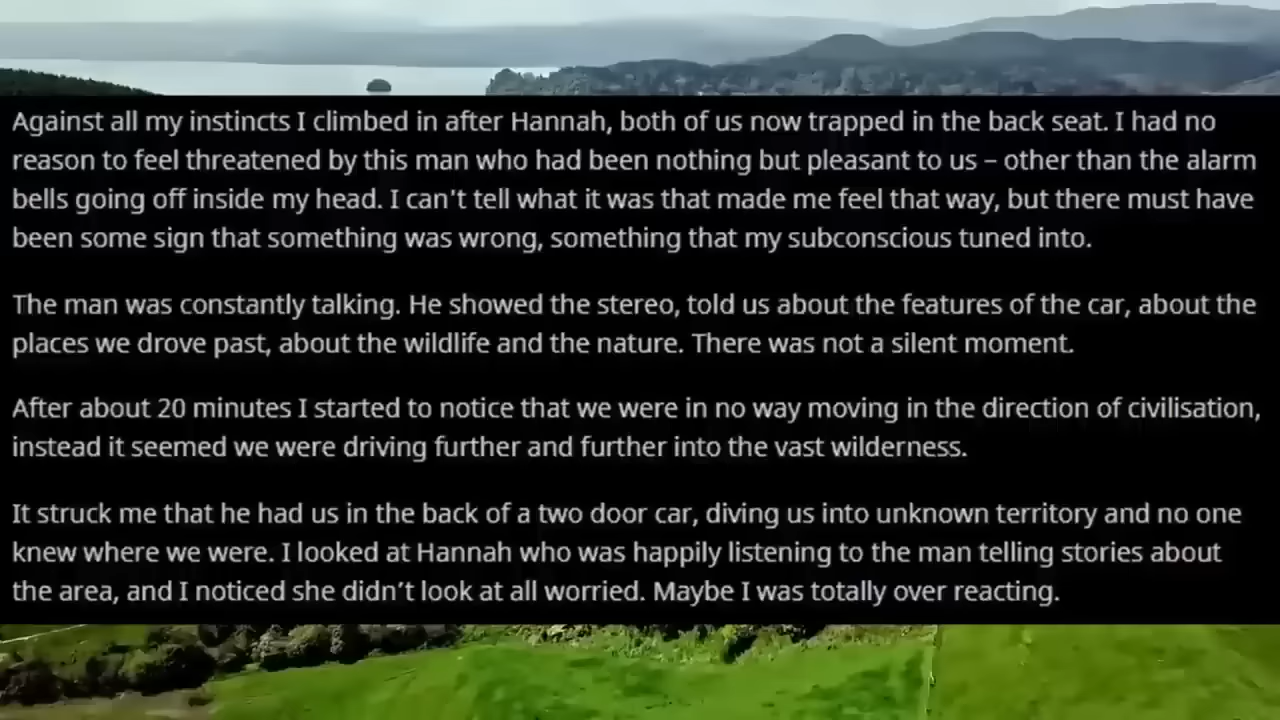 Against all my instincts I climbed in after Hannah, both of us now trapped in the back seat. I had no
reason to feel threatened by this man who had been nothing but pleasant to us – other than the alarm
bells going off inside my head. I can't tell what it was that made me feel that way, but there must have
been some sign that something was wrong, something that my subconscious tuned into.
The man was constantly talking. He showed the stereo, told us about the features of the car, about the
places we drove past, about the wildlife and the nature. There was not a silent moment.
After about 20 minutes I started to notice that we were in no way moving in the direction of civilisation,
instead it seemed we were driving further and further into the vast wilderness.
It struck me that he had us in the back of a two door car, diving us into unknown territory and no one
knew where we were. I looked at Hannah who was happily listening to the man telling stories about
the area, and I noticed she didn’t look at all worried. Maybe I was totally over reacting.